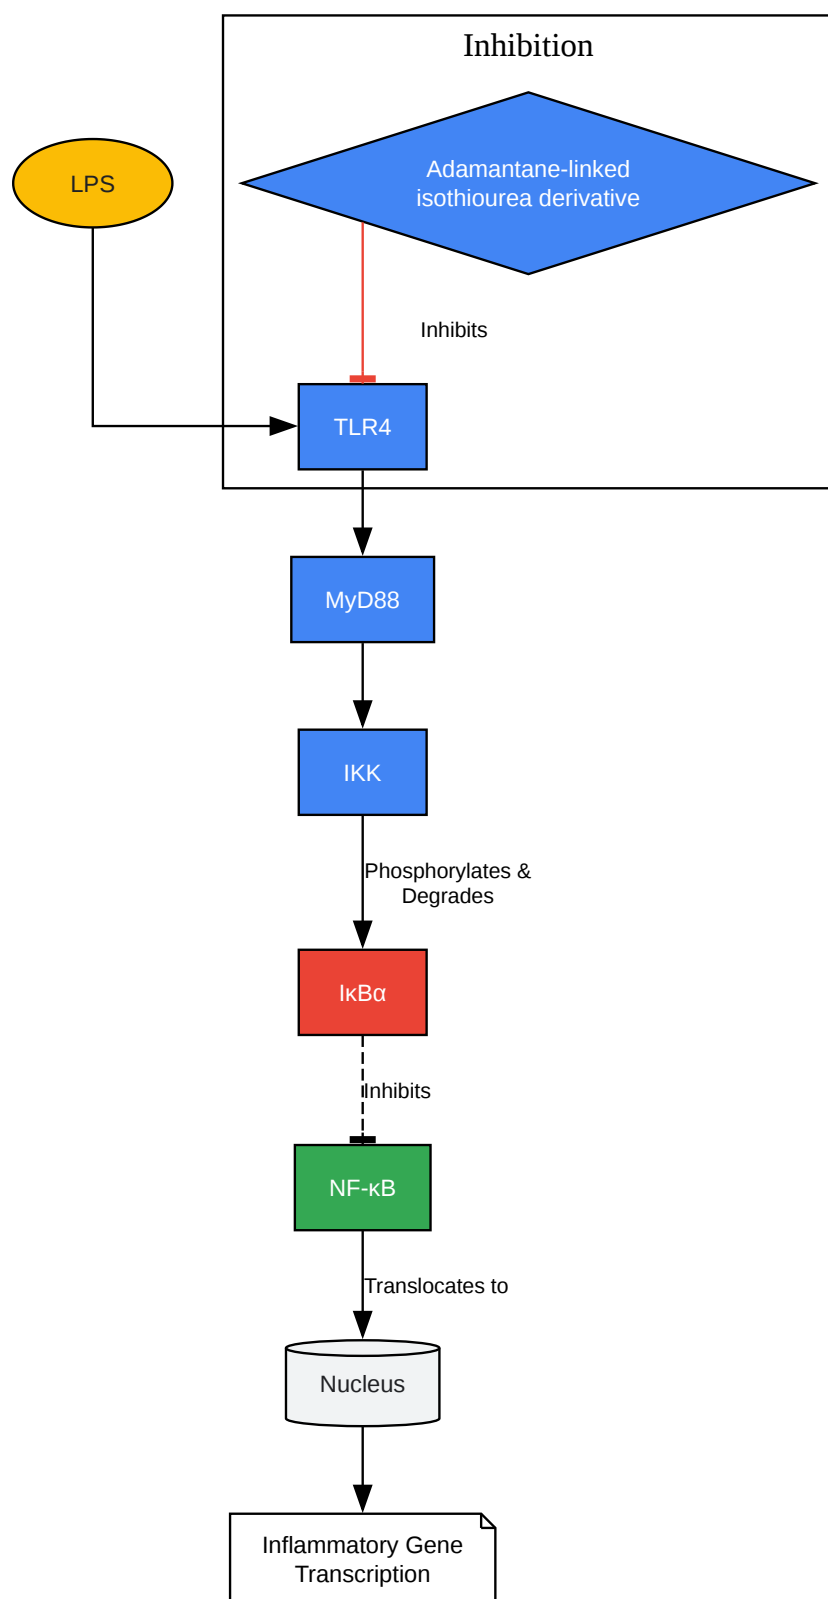 Inhibition
LPS
Adamantane-linked
isothiourea derivative
Inhibits
TLR4
MyD88
IKK
Phosphorylates &
Degrades
IκBα
Inhibits
NF-κB
Translocates to
Nucleus
Inflammatory Gene
Transcription